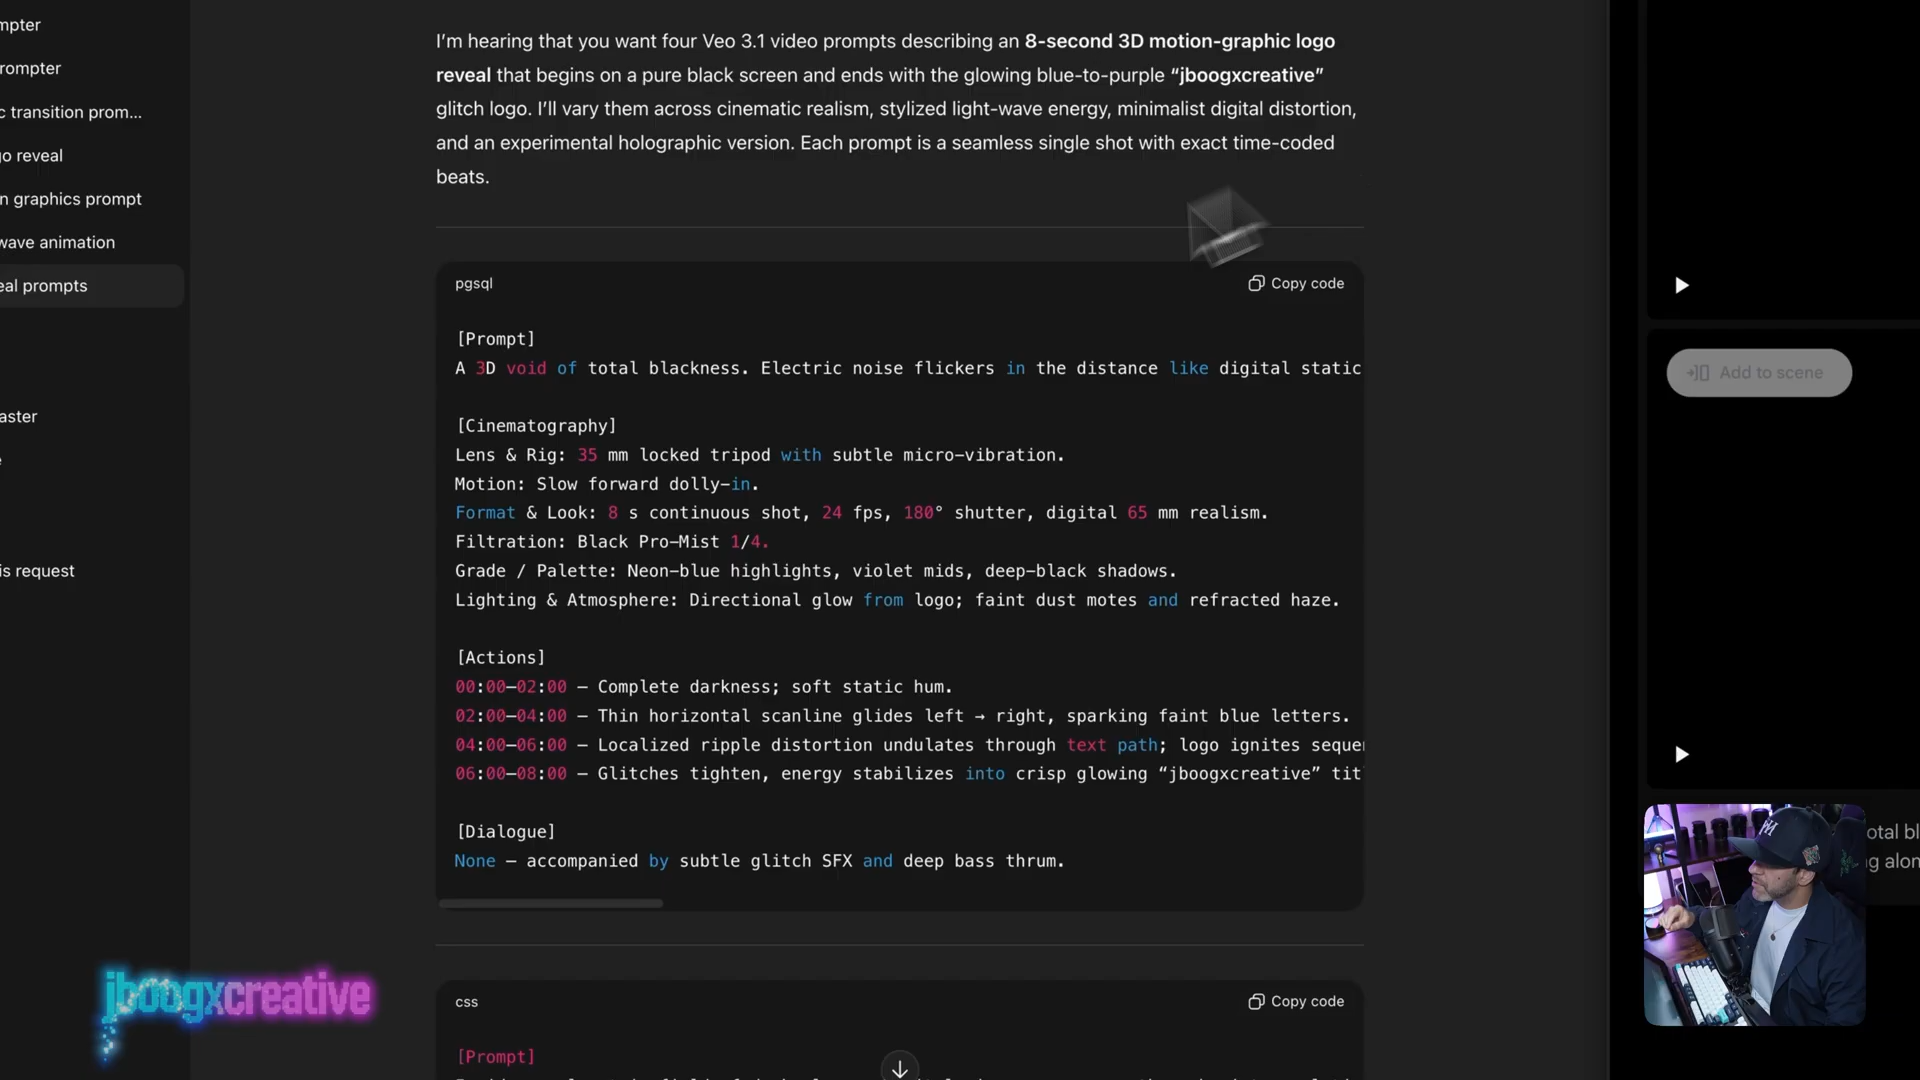 mpter
rompter
c transition prom...
go reveal
n graphics prompt
wave animation
eal prompts
aster
e
is request
I'm hearing that you want four Veo 3.1 video prompts describing an 8-second 3D motion-graphic logo
reveal that begins on a pure black screen and ends with the glowing blue-to-purple “jboogxcreative”
glitch logo. I'll vary them across cinematic realism, stylized light-wave energy, minimalist digital distortion,
and an experimental holographic version. Each prompt is a seamless single shot with exact time-coded
beats.
pgsql
Copy code
[Prompt]
A 3D void of total blackness. Electric noise flickers in the distance like digital static
[Cinematography]
Lens & Rig: 35 mm locked tripod with subtle micro-vibration.
Motion: Slow forward dolly-in.
Format & Look: 8 s continuous shot, 24 fps, 180° shutter, digital 65 mm realism.
Filtration: Black Pro-Mist 1/4.
Grade / Palette: Neon-blue highlights, violet mids, deep-black shadows.
Lighting & Atmosphere: Directional glow from logo; faint dust motes and refracted haze.
[Actions]
00:00–02:00 — Complete darkness; soft static hum.
02:00–04:00 — Thin horizontal scanline glides left → right, sparking faint blue letters.
04:00–06:00 — Localized ripple distortion undulates through text path; logo ignites seque
06:00–08:00 — Glitches tighten, energy stabilizes into crisp glowing “jboogxcreative” tit
[Dialogue]
None — accompanied by subtle glitch SFX and deep bass thrum.
css
Copy code
[Prompt]
Add to scene
otal bl
g alon
jboogxcreative